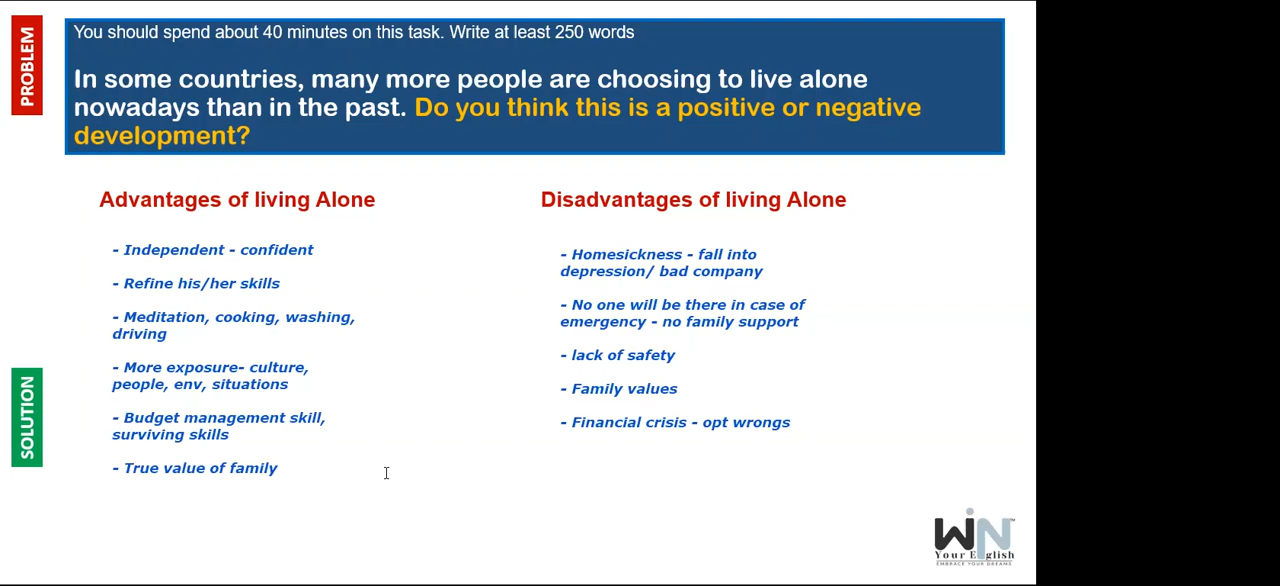 PROBLEM
You should spend about 40 minutes on this task. Write at least 250 words
In some countries, many more people are choosing to live alone
nowadays than in the past. Do you think this is a positive or negative
development?
Advantages of living Alone
- Independent - confident
- Refine his/her skills
- Meditation, cooking, washing,
driving
- More exposure- culture,
people, env, situations
- Budget management skill,
surviving skills
- True value of family
Disadvantages of living Alone
- Homesickness - fall into
depression/ bad company
- No one will be there in case of
emergency - no family support
- lack of safety
- Family values
- Financial crisis - opt wrongs
SOLUTION
WiN™
Your English
EMBRACE YOUR DREAMS